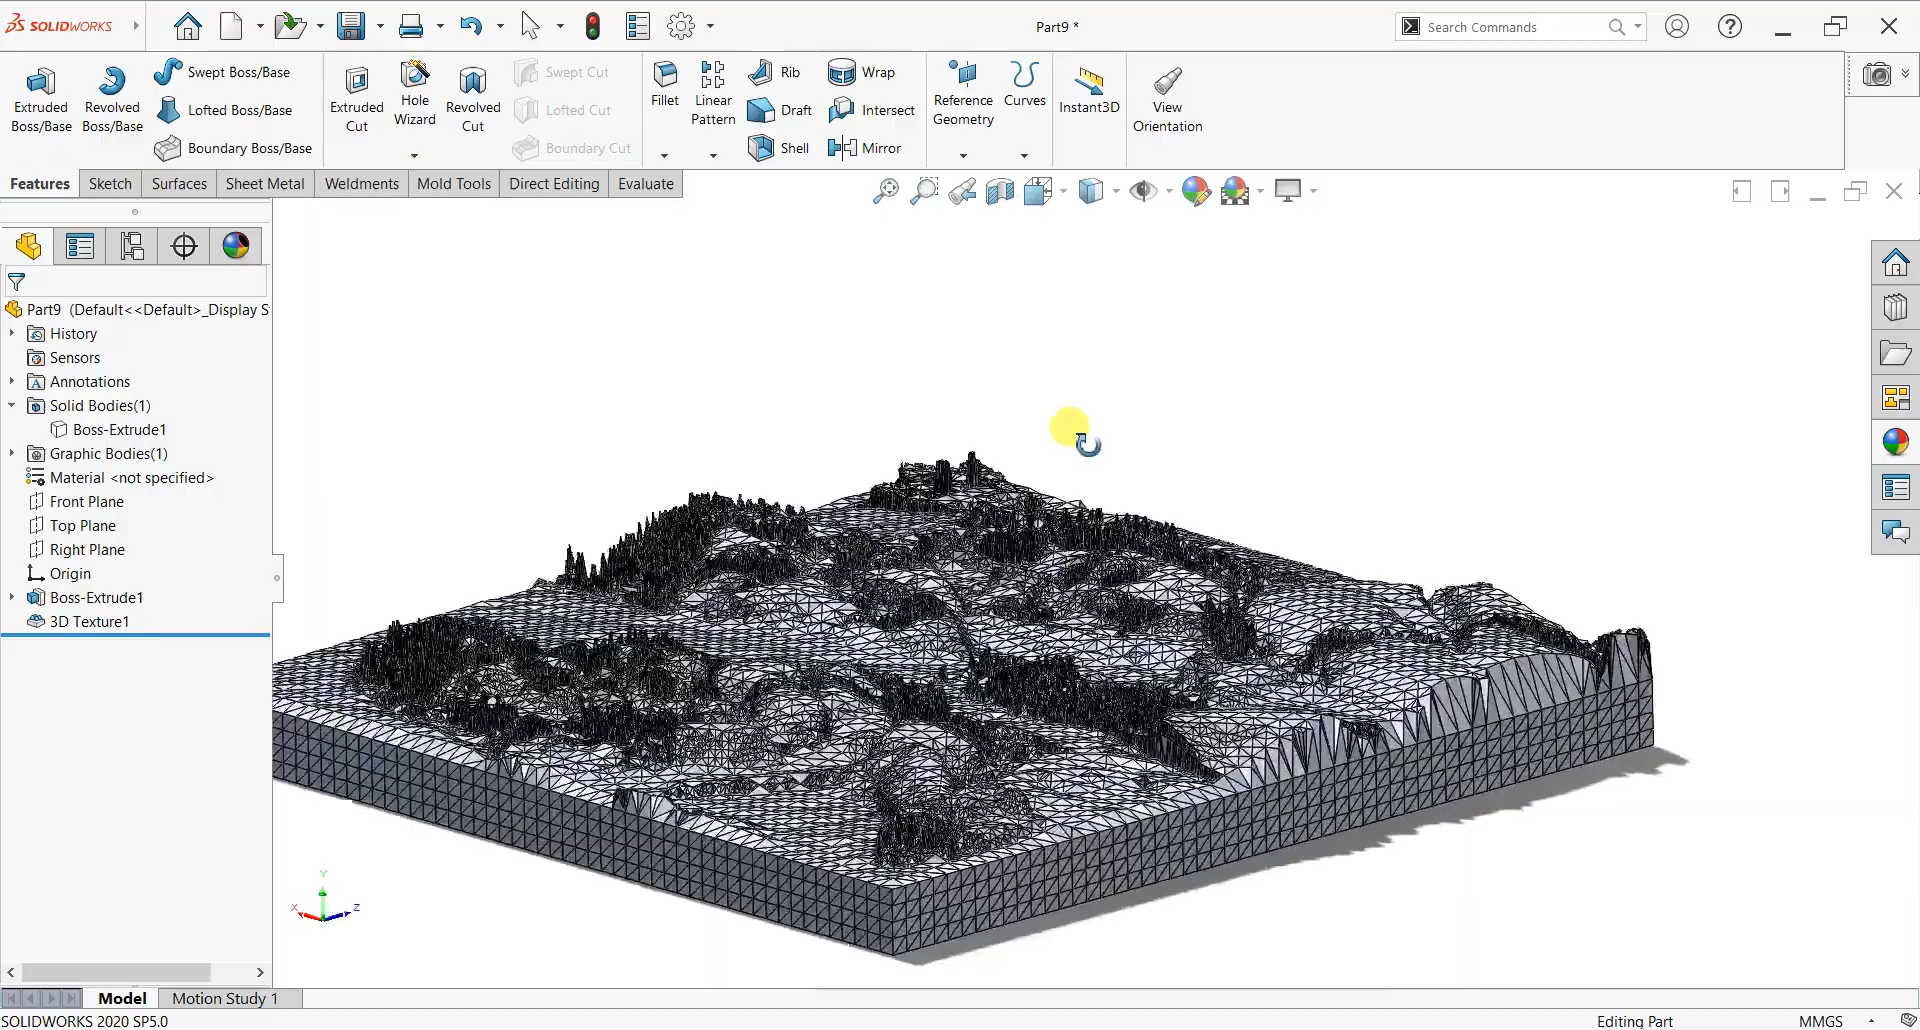 SOLIDWORKS
Part9 *
Search Commands
Extruded Boss/Base
Revolved Boss/Base
Swept Boss/Base
Lofted Boss/Base
Boundary Boss/Base
Extruded Cut
Hole Wizard
Revolved Cut
Swept Cut
Lofted Cut
Boundary Cut
Fillet
Linear Pattern
Rib
Draft
Shell
Wrap
Intersect
Mirror
Reference Geometry
Curves
Instant3D
View Orientation
Features
Sketch
Surfaces
Sheet Metal
Weldments
Mold Tools
Direct Editing
Evaluate
Part9 (Default<<Default>_Display S
History
Sensors
Annotations
Solid Bodies(1)
Boss-Extrude1
Graphic Bodies(1)
Material <not specified>
Front Plane
Top Plane
Right Plane
Origin
Boss-Extrude1
3D Texture1
Y
X
Z
Model
Motion Study 1
SOLIDWORKS 2020 SP5.0
Editing Part
MMGS